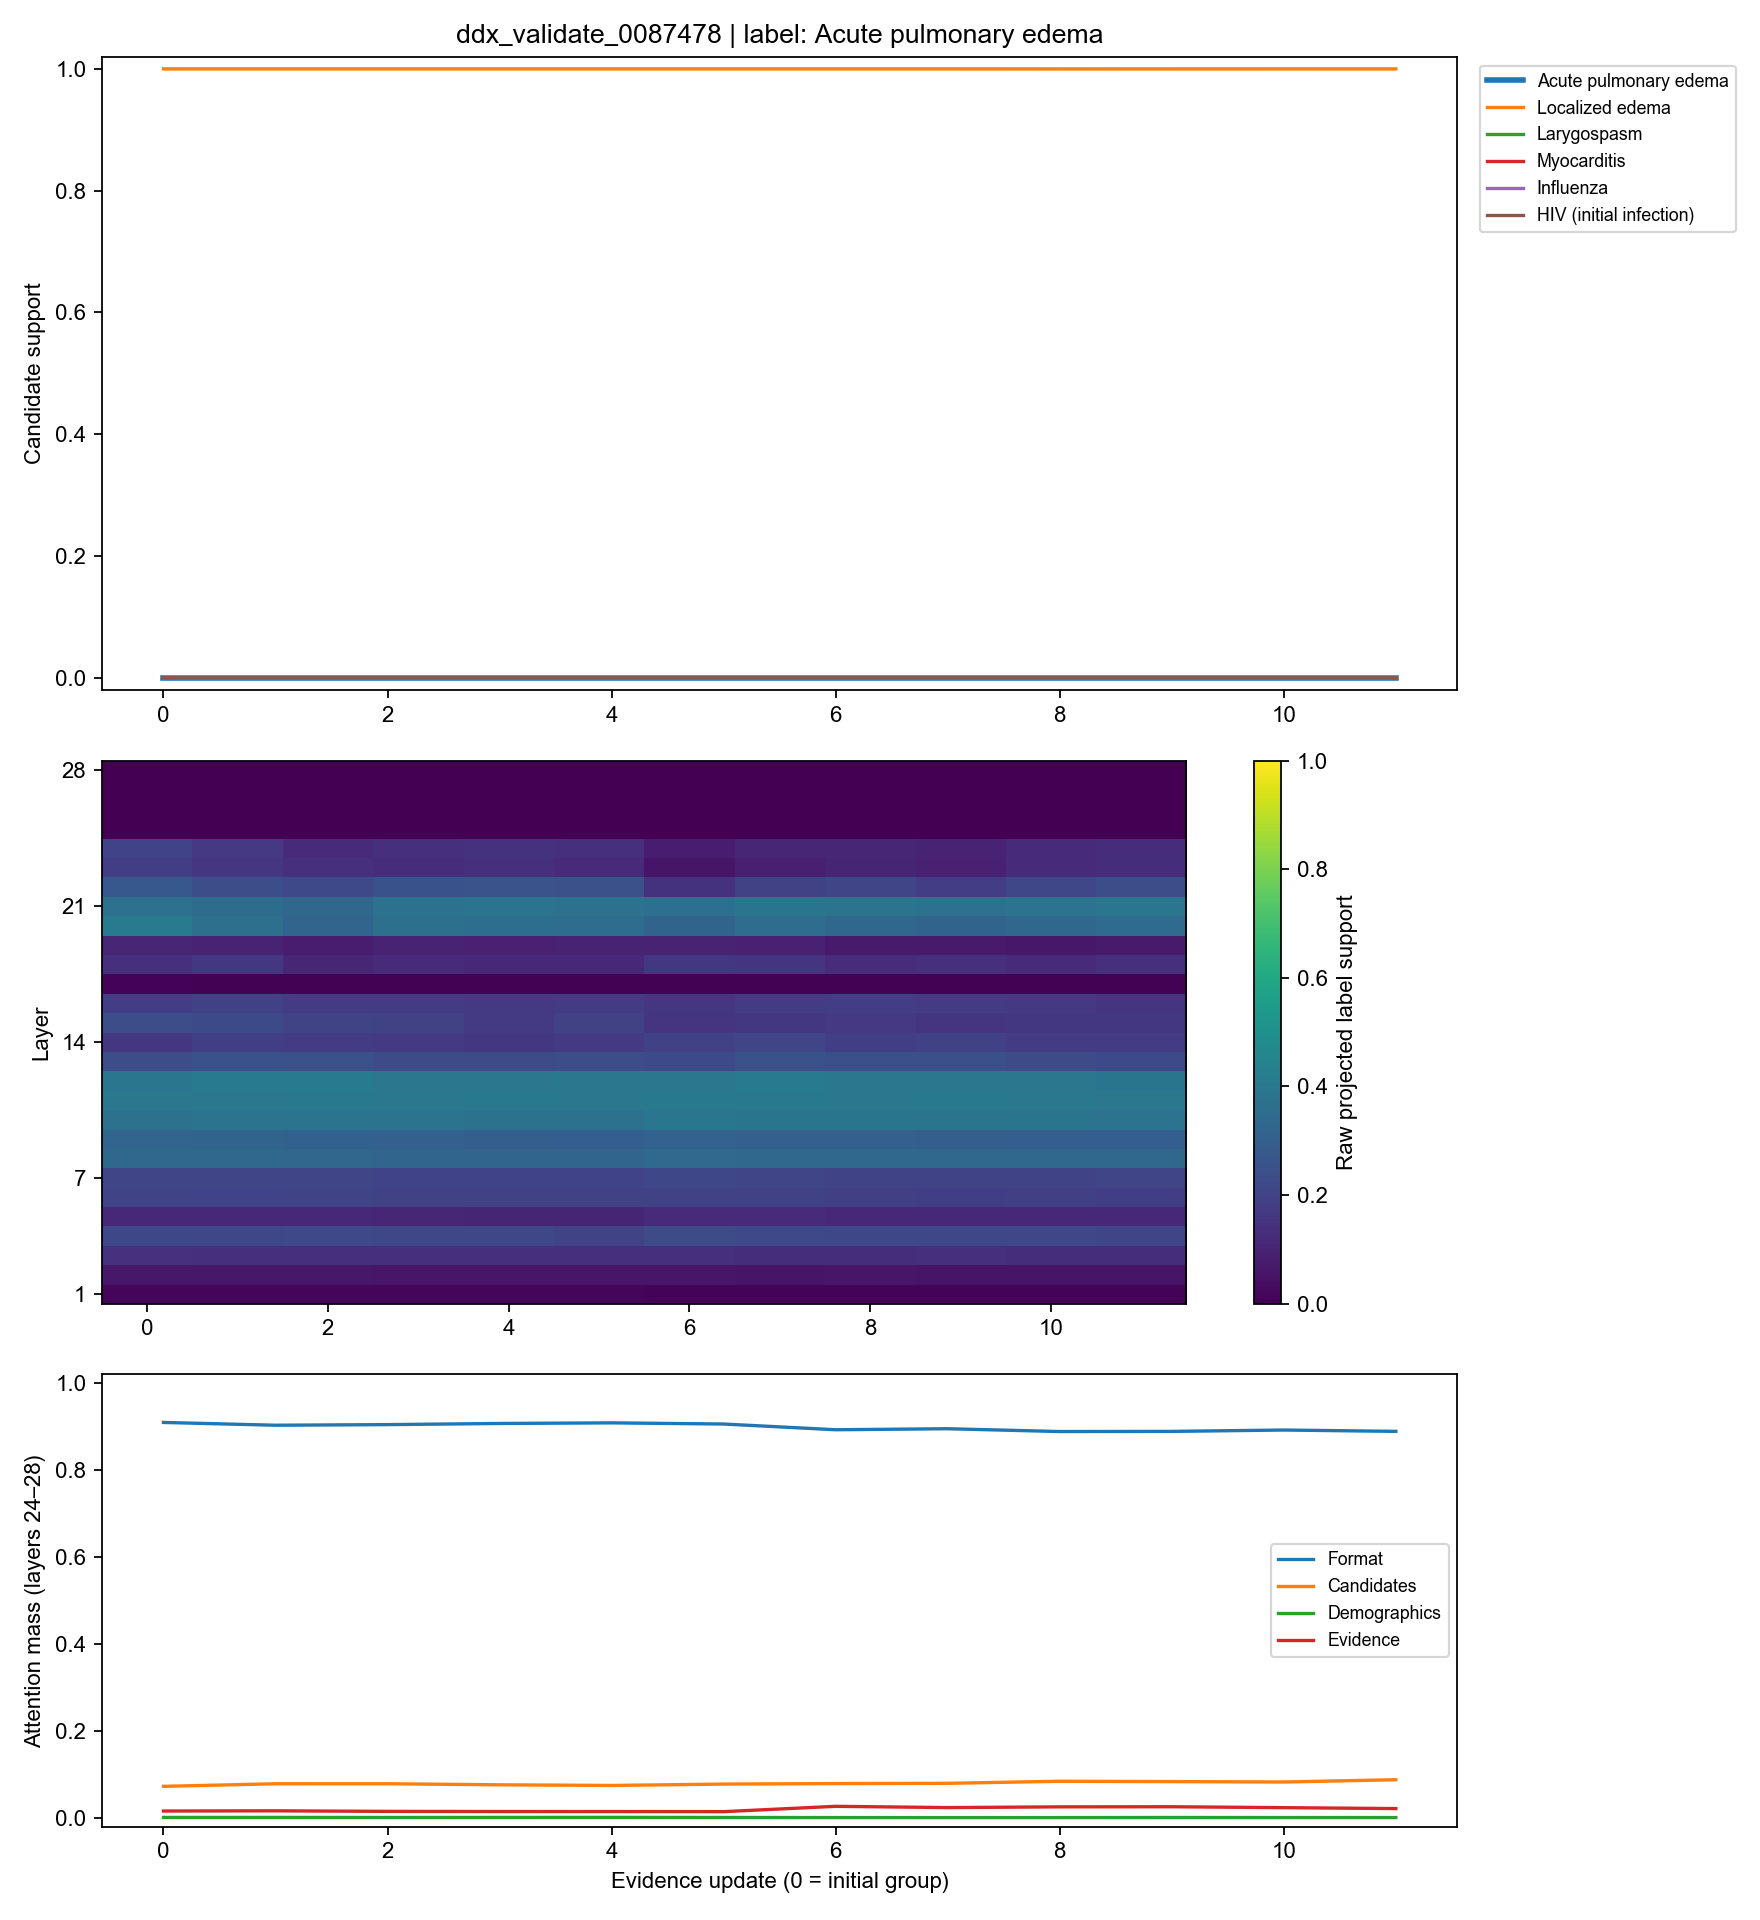 ddx_validate_0087478 | label: Acute pulmonary edema
Candidate support
1.0
0.8
0.6
0.4
0.2
0.0
0 2 4 6 8 10
Acute pulmonary edema
Localized edema
Larygospasm
Myocarditis
Influenza
HIV (initial infection)
Layer
28
21
14
7
1
0 2 4 6 8 10
1.0
0.8
0.6
0.4
0.2
0.0
Raw projected label support
Attention mass (layers 24–28)
1.0
0.8
0.6
0.4
0.2
0.0
Format
Candidates
Demographics
Evidence
0 2 4 6 8 10
Evidence update (0 = initial group)